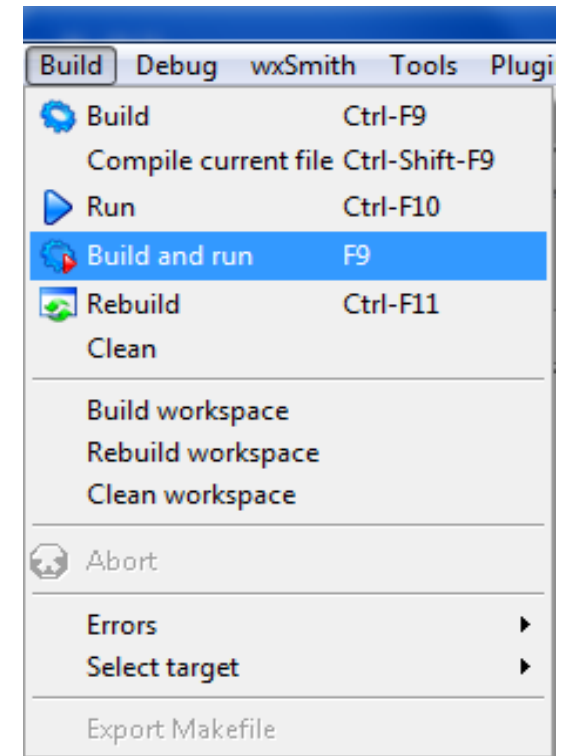 Build Debug wxSmith Tools Plugi
Build Ctrl-F9
Compile current file Ctrl-Shift-F9
Run Ctrl-F10
Build and run F9
Rebuild Ctrl-F11
Clean
Build workspace
Rebuild workspace
Clean workspace
Abort
Errors
Select target
Export Makefile